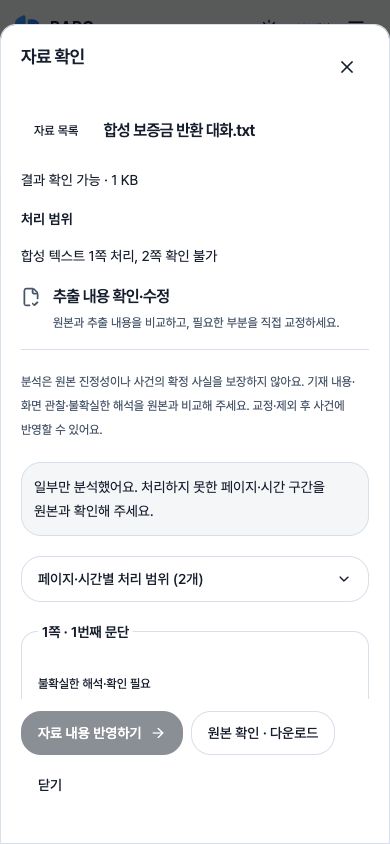 자료 확인
자료 목록 합성 보증금 반환 대화.txt
결과 확인 가능 · 1 KB
처리 범위
합성 텍스트 1쪽 처리, 2쪽 확인 불가
추출 내용 확인·수정
원본과 추출 내용을 비교하고, 필요한 부분을 직접 교정하세요.
분석은 원본 진정성이나 사건의 확정 사실을 보장하지 않아요. 기재 내용·
화면 관찰·불확실한 해석을 원본과 비교해 주세요. 교정·제외 후 사건에
반영할 수 있어요.
일부만 분석했어요. 처리하지 못한 페이지·시간 구간을
원본과 확인해 주세요.
페이지·시간별 처리 범위 (2개)
1쪽 · 1번째 문단
불확실한 해석·확인 필요
자료 내용 반영하기 →
원본 확인 · 다운로드
닫기